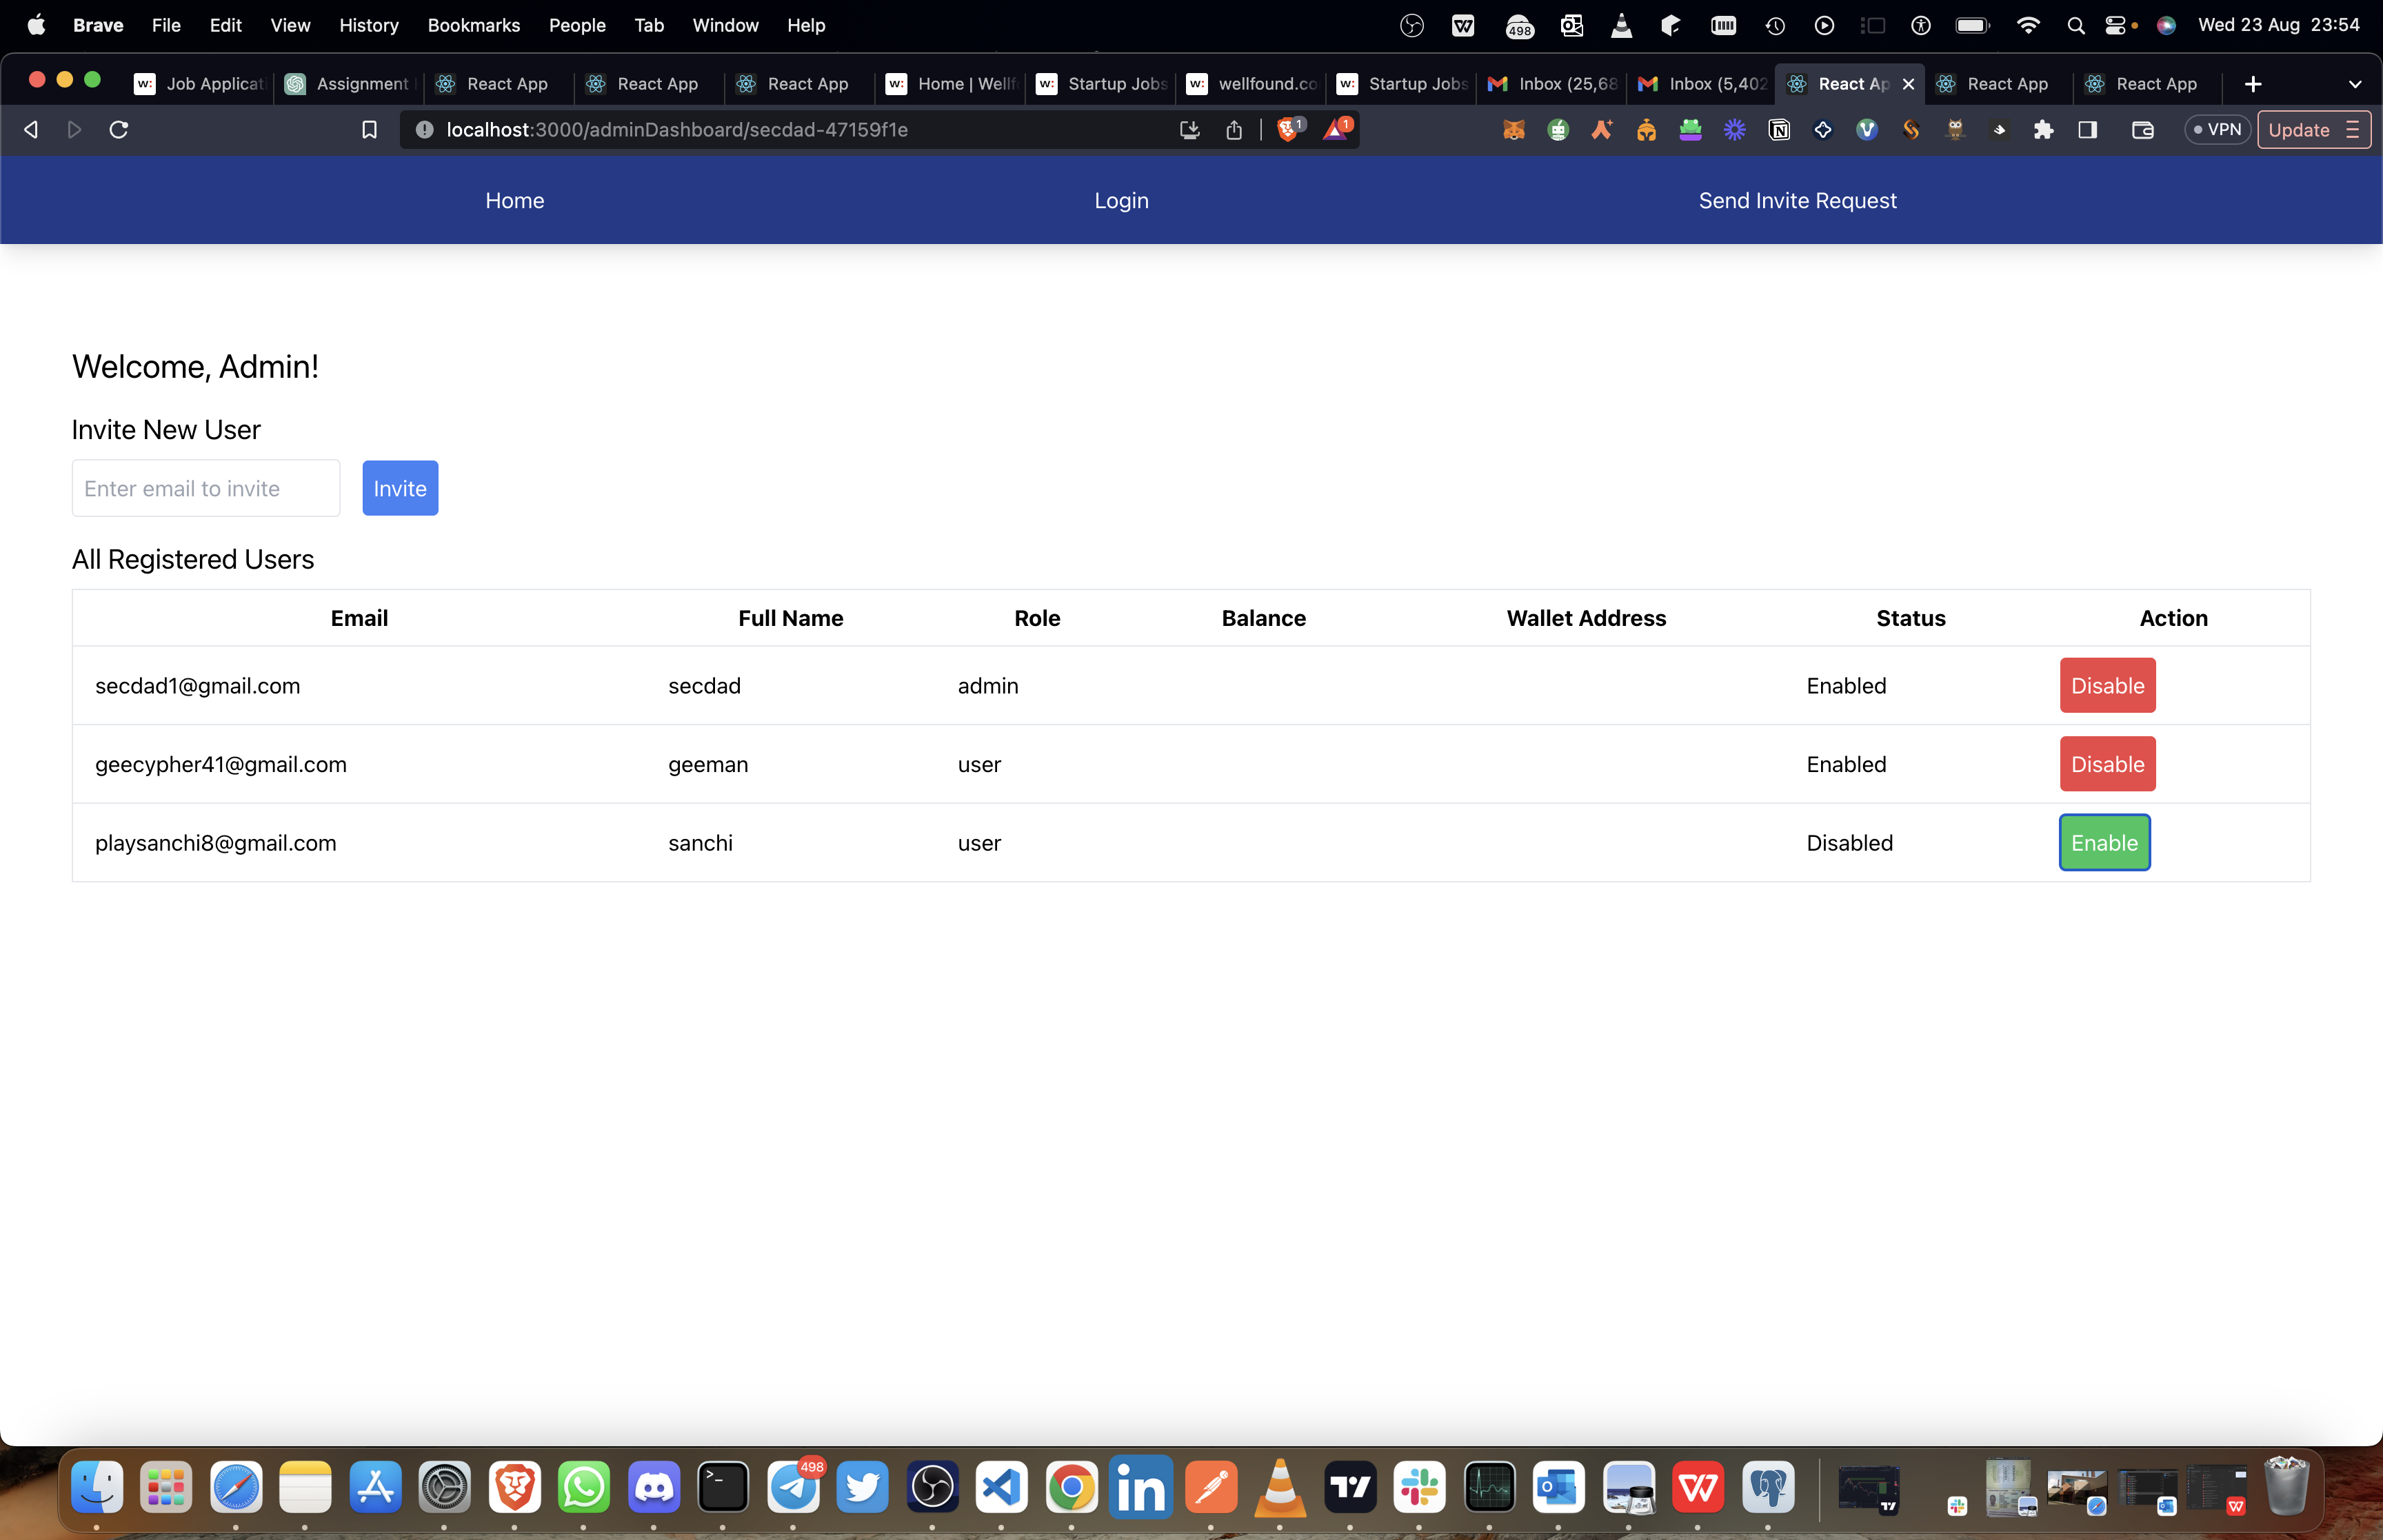 Brave File Edit View History Bookmarks People Tab Window Help 498 Wed 23 Aug 23:54
w: Job Applicat Assignment React App React App React App w: Home | Wellf w: Startup Jobs w: wellfound.co w: Startup Jobs Inbox (25,68 Inbox (5,402 React Ap React App React App
localhost:3000/adminDashboard/secdad-47159f1e 1 1 VPN Update
Home Login Send Invite Request
Welcome, Admin!
Invite New User
Enter email to invite Invite
All Registered Users
Email Full Name Role Balance Wallet Address Status Action
secdad1@gmail.com secdad admin Enabled Disable
geecypher41@gmail.com geeman user Enabled Disable
playsanchi8@gmail.com sanchi user Disabled Enable
498